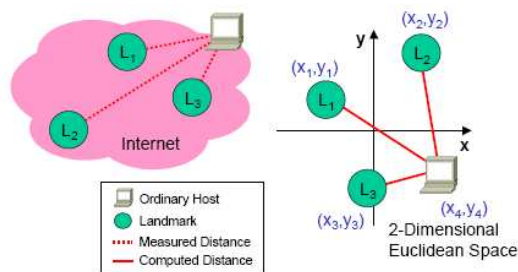 L1
L2
L3
Internet
Ordinary Host
Landmark
Measured Distance
Computed Distance
y
(x2,y2)
L2
(x1,y1)
L1
x
L3
(x3,y3)
(x4,y4)
2-Dimensional
Euclidean Space